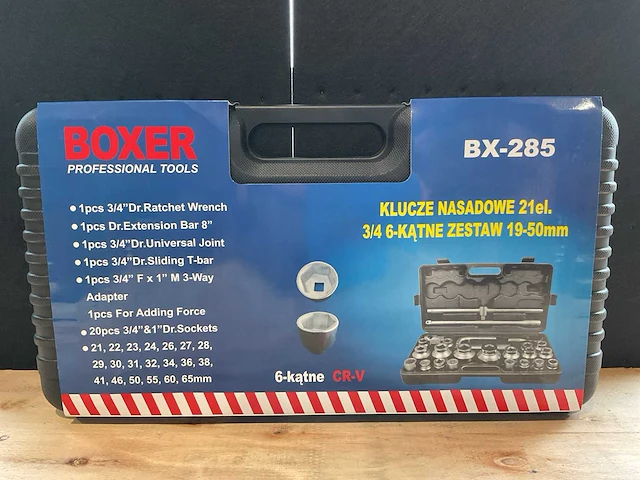 BOXER
PROFESSIONAL TOOLS
BX-285
1pcs 3/4”Dr.Ratchet Wrench
1pcs Dr.Extension Bar 8”
1pcs 3/4”Dr.Universal Joint
1pcs 3/4”Dr.Sliding T-bar
1pcs 3/4” F x 1” M 3-Way
Adapter
1pcs For Adding Force
20pcs 3/4”&1”Dr.Sockets
21, 22, 23, 24, 26, 27, 28,
29, 30, 31, 32, 34, 36, 38,
41, 46, 50, 55, 60, 65mm
KLUCZE NASADOWE 21el.
3/4 6-KĄTNE ZESTAW 19-50mm
6-kątne CR-V